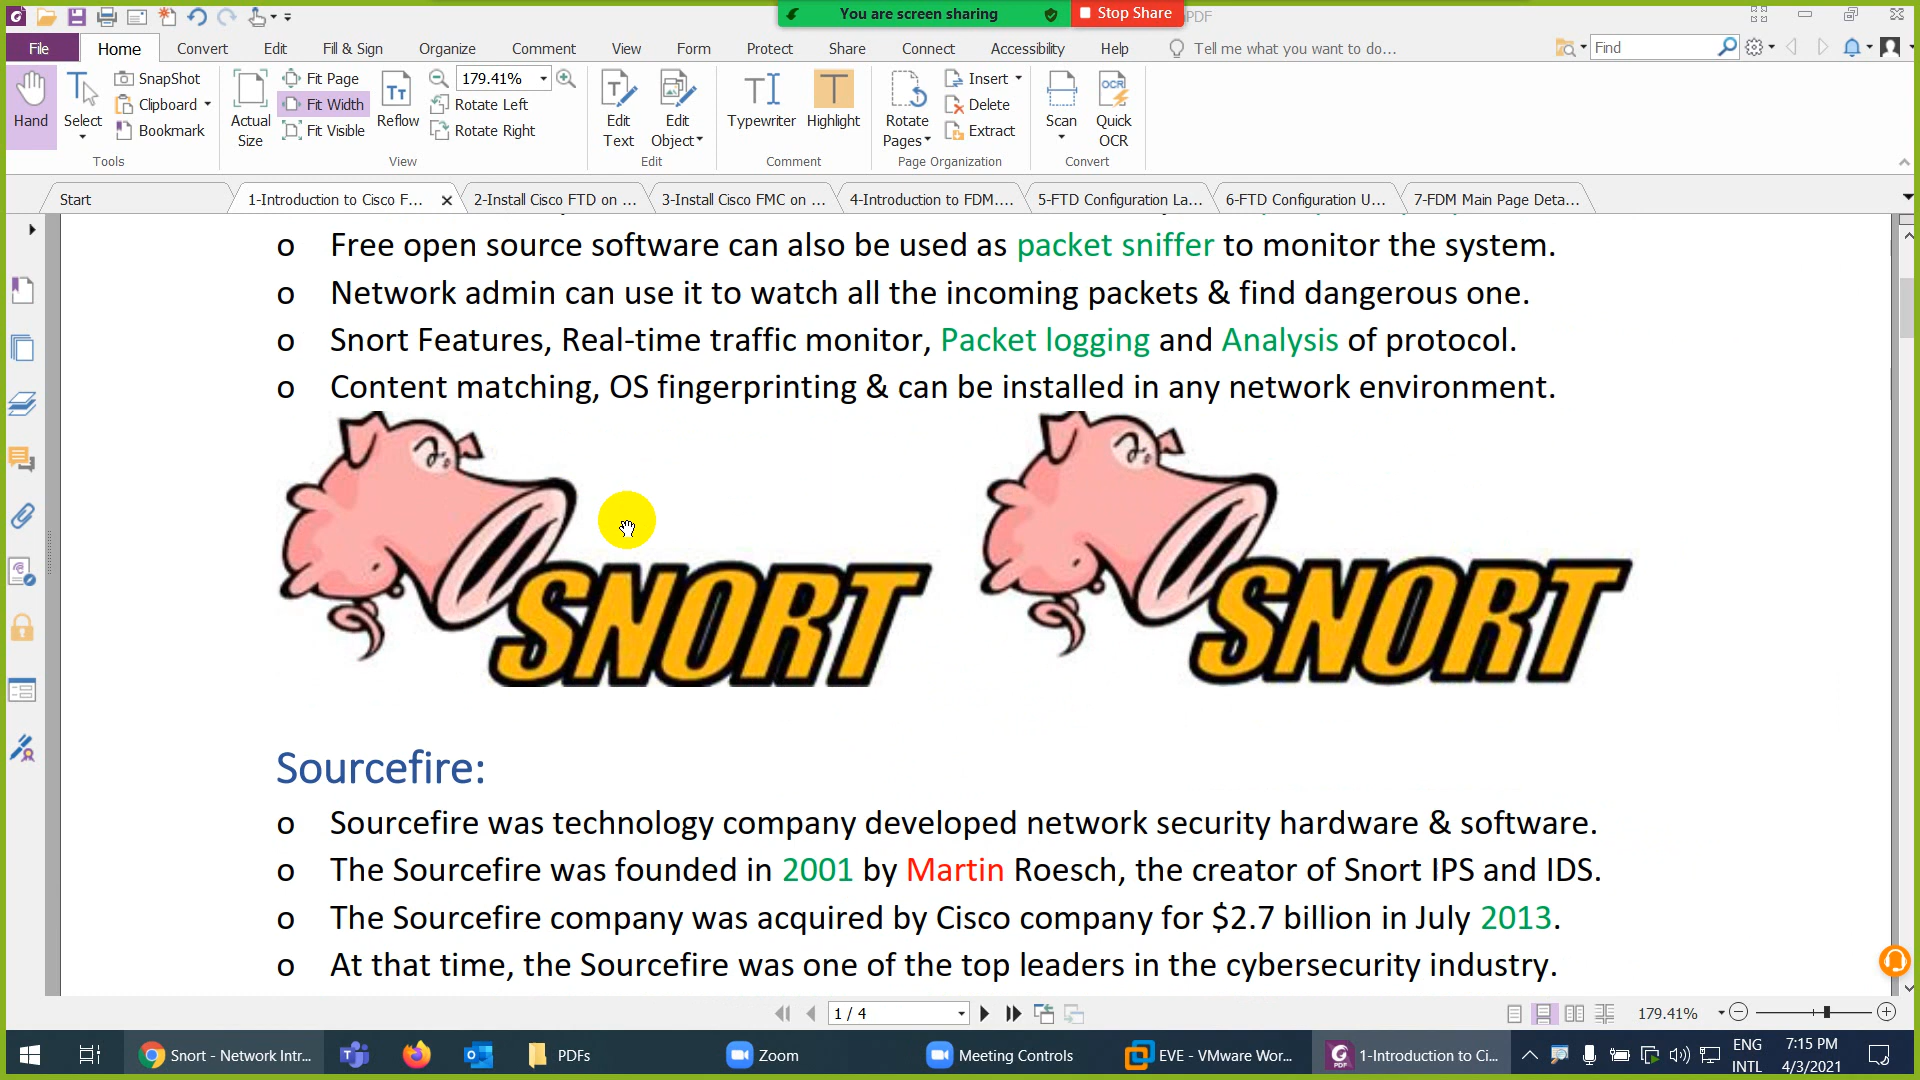 You are screen sharing
Stop Share
PDF
File
Home
Convert
Edit
Fill & Sign
Organize
Comment
View
Form
Protect
Share
Connect
Accessibility
Help
Tell me what you want to do...
Find
Hand
Select
SnapShot
Clipboard
Bookmark
Tools
Actual Size
Fit Page
Fit Width
Fit Visible
Reflow
179.41%
Rotate Left
Rotate Right
View
Edit Text
Edit Object
Edit
Typewriter
Highlight
Comment
Rotate Pages
Insert
Delete
Extract
Page Organization
Scan
Quick OCR
Convert
Start
1-Introduction to Cisco F...
2-Install Cisco FTD on ...
3-Install Cisco FMC on ...
4-Introduction to FDM....
5-FTD Configuration La...
6-FTD Configuration U...
7-FDM Main Page Deta...
o Free open source software can also be used as packet sniffer to monitor the system.
o Network admin can use it to watch all the incoming packets & find dangerous one.
o Snort Features, Real-time traffic monitor, Packet logging and Analysis of protocol.
o Content matching, OS fingerprinting & can be installed in any network environment.
SNORT
SNORT
Sourcefire:
o Sourcefire was technology company developed network security hardware & software.
o The Sourcefire was founded in 2001 by Martin Roesch, the creator of Snort IPS and IDS.
o The Sourcefire company was acquired by Cisco company for $2.7 billion in July 2013.
o At that time, the Sourcefire was one of the top leaders in the cybersecurity industry.
1 / 4
179.41%
Snort - Network Intr...
PDFs
Zoom
Meeting Controls
EVE - VMware Wor...
1-Introduction to Ci...
ENG
INTL
7:15 PM
4/3/2021